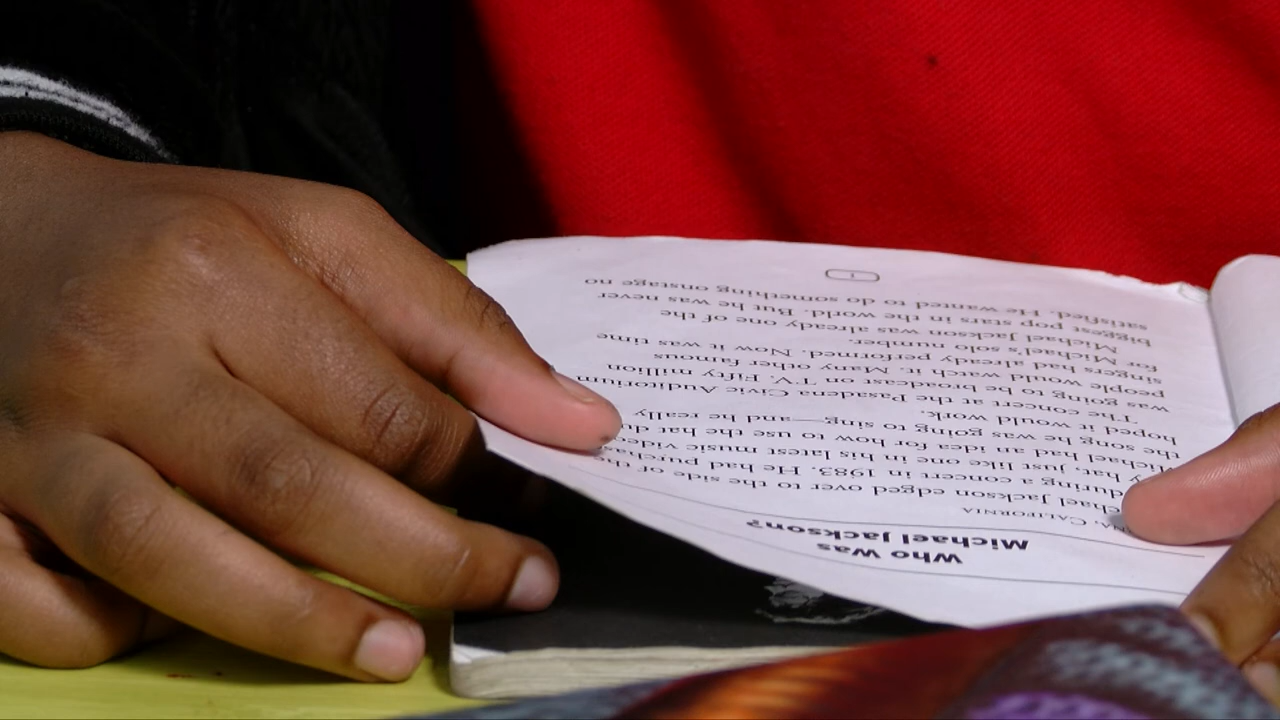 Who Was
Michael Jackson?
NA, CALIFORNIA
chael Jackson edged over to the side of the
during a concert in 1983. He had purchas
y hat, just like one in his latest music video
Michael had an idea for how to use the hat du
the song he was going to sing—and he really
hoped it would work.
The concert at the Pasadena Civic Auditorium
was going to be broadcast on TV. Fifty million
people would watch it. Many other famous
singers had already performed. Now it was time
for Michael's solo number.
Michael Jackson was already one of the
biggest pop stars in the world. But he was never
satisfied. He wanted to do something onstage no
1